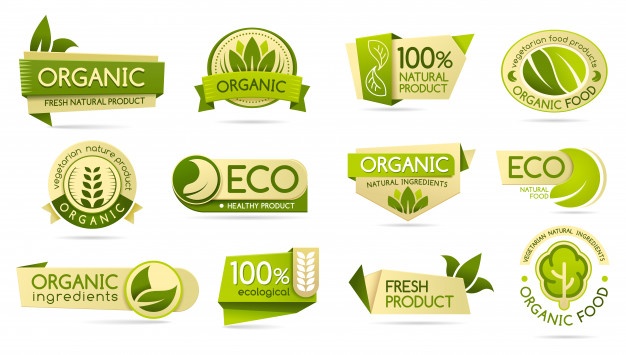 ORGANIC
FRESH NATURAL PRODUCT
ORGANIC
100%
NATURAL
PRODUCT
vegetarian food products
ORGANIC FOOD
vegetarian nature product
ORGANIC
ECO
HEALTHY PRODUCT
ORGANIC
NATURAL INGREDIENTS
ECO
NATURAL
FOOD
ORGANIC
ingredients
100%
ecological
FRESH
PRODUCT
VEGETARIAN NATURAL INGREDIENTS
ORGANIC FOOD